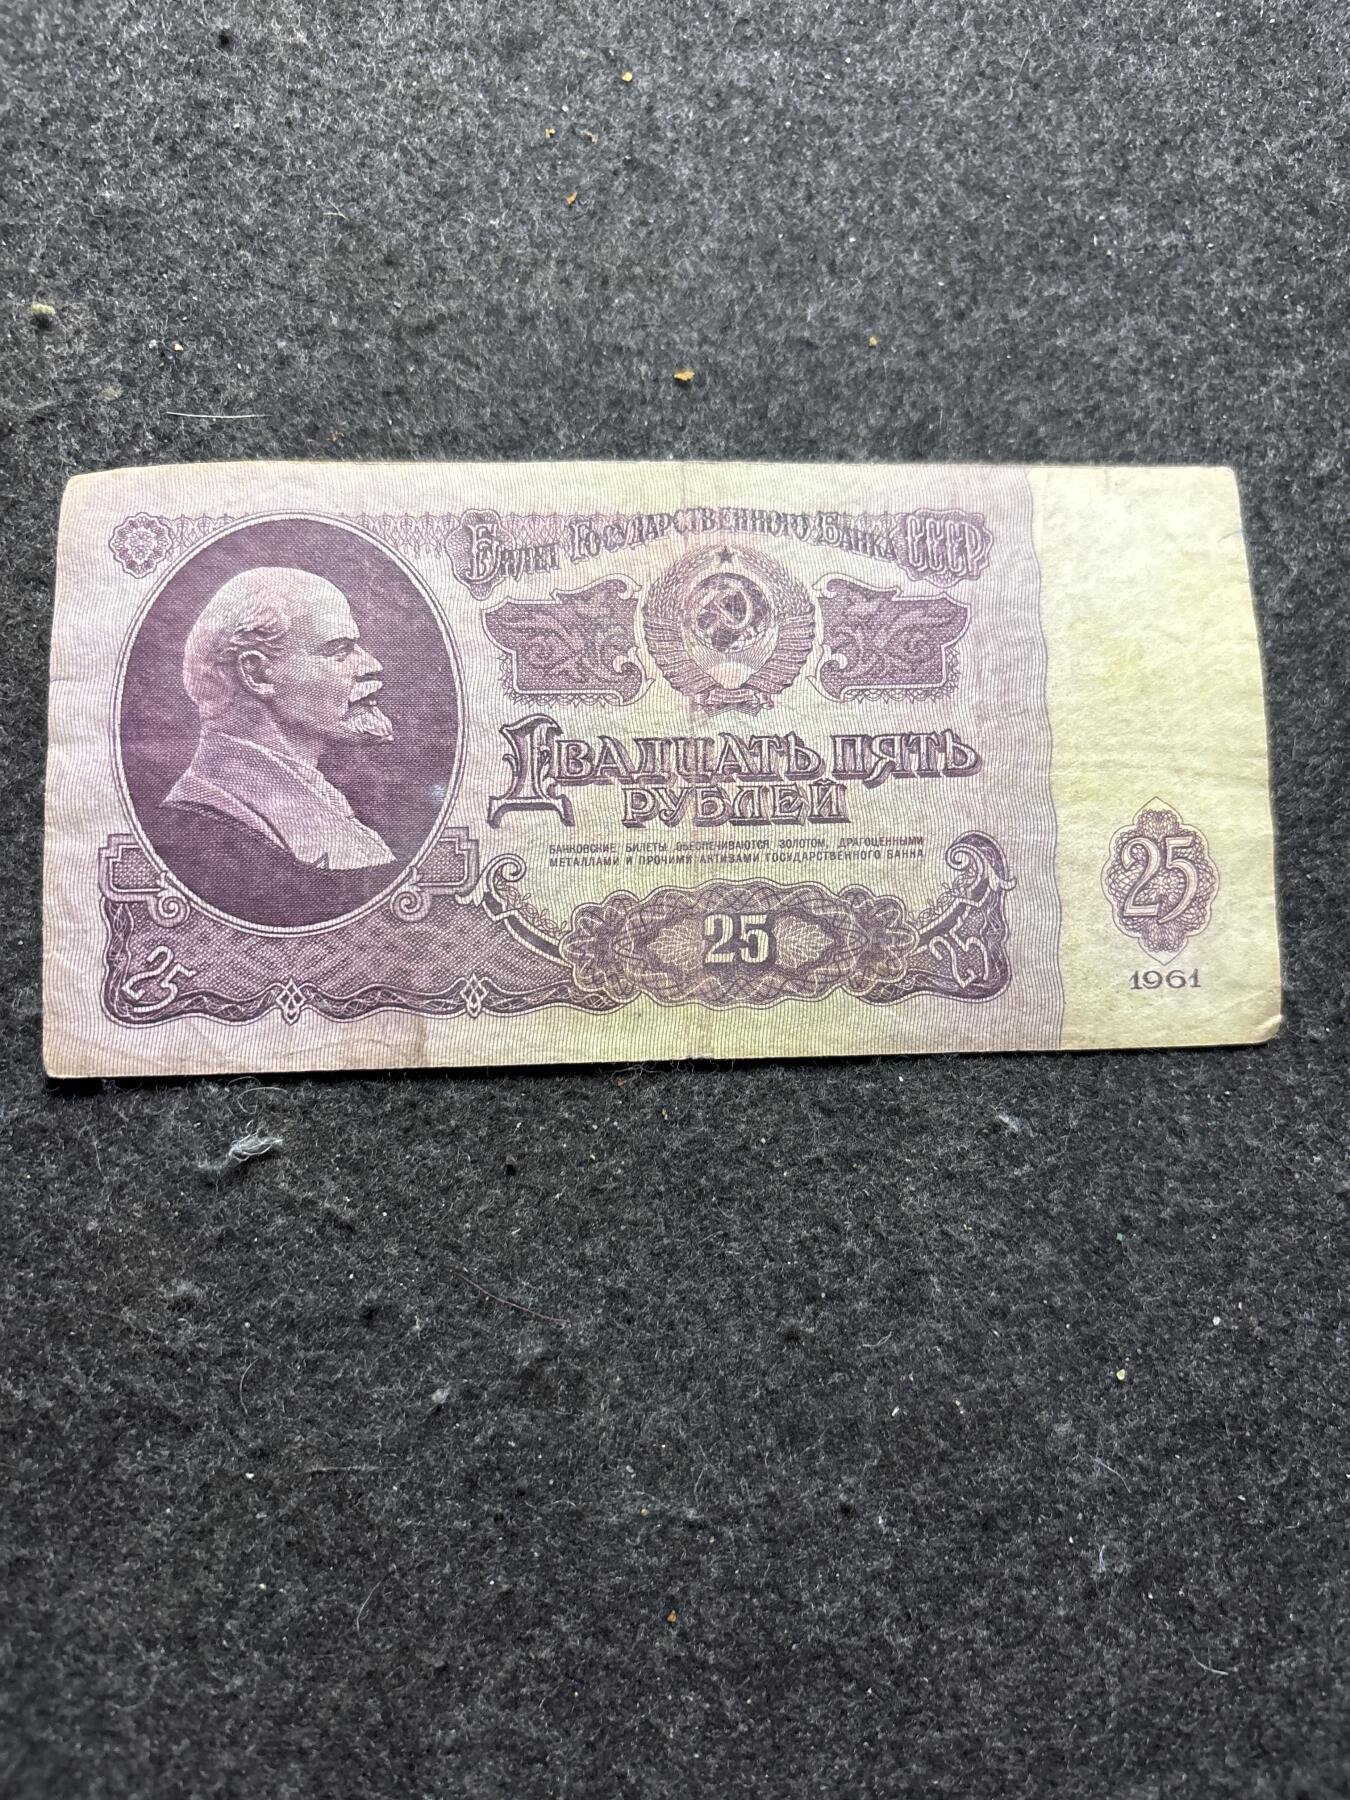 Билет Государственного Банка СССР
Двадцать пять
рублей
БАНКОВСКИЕ БИЛЕТЫ ОБЕСПЕЧИВАЮТСЯ ЗОЛОТОМ, ДРАГОЦЕННЫМИ
МЕТАЛЛАМИ И ПРОЧИМИ АКТИВАМИ ГОСУДАРСТВЕННОГО БАНКА
25
25
25
25
1961